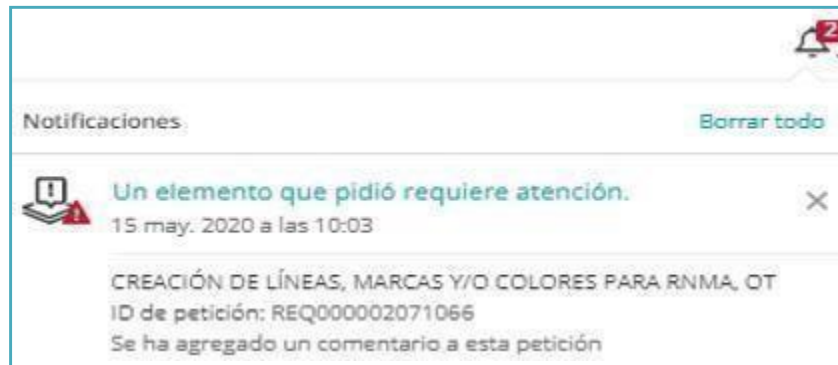 2
Notificaciones Borrar todo
Un elemento que pidió requiere atención.
15 may. 2020 a las 10:03
CREACIÓN DE LÍNEAS, MARCAS Y/O COLORES PARA RNMA, OT
ID de petición: REQ000002071066
Se ha agregado un comentario a esta petición